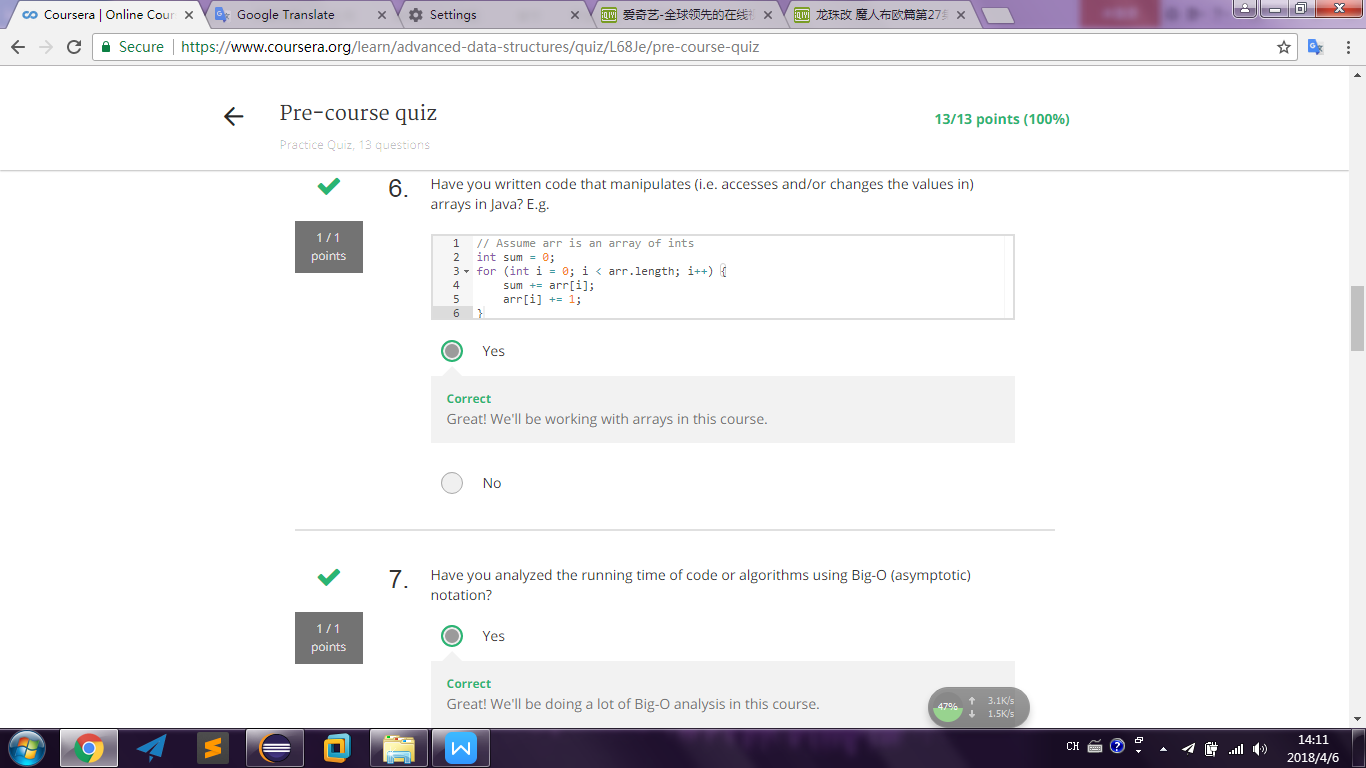 Coursera | Online Cour
Google Translate
Settings
爱奇艺-全球领先的在线视
龙珠改 魔人布欧篇第27集
Secure
https://www.coursera.org/learn/advanced-data-structures/quiz/L68Je/pre-course-quiz
Pre-course quiz
13/13 points (100%)
Practice Quiz, 13 questions
1 / 1
points
6.
Have you written code that manipulates (i.e. accesses and/or changes the values in)
arrays in Java? E.g.
1 // Assume arr is an array of ints
2 int sum = 0;
3 for (int i = 0; i < arr.length; i++) {
4 sum += arr[i];
5 arr[i] += 1;
6 }
Yes
Correct
Great! We'll be working with arrays in this course.
No
1 / 1
points
7.
Have you analyzed the running time of code or algorithms using Big-O (asymptotic)
notation?
Yes
Correct
Great! We'll be doing a lot of Big-O analysis in this course.
47%
3.1K/s
1.5K/s
CH
14:11
2018/4/6